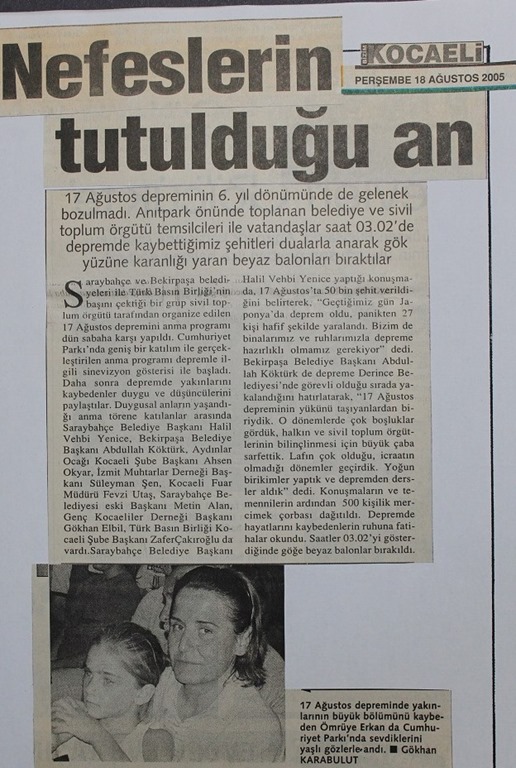 Nefeslerin
KOCAELİ
PERŞEMBE 18 AĞUSTOS 2005
tutulduğu an
17 Ağustos depreminin 6. yıl dönümünde de gelenek
bozulmadı. Anıtpark önünde toplanan belediye ve sivil
toplum örgütü temsilcileri ile vatandaşlar saat 03.02'de
depremde kaybettiğimiz şehitleri dualarla anarak gök
yüzüne karanlığı yaran beyaz balonları bıraktılar
Saraybahçe ve Bekirpaşa beledi-
yeleri ile Türk Basın Birliği'nin
başını çektiği bir grup sivil top-
lum örgütü tarafından organize edilen
17 Ağustos depremini anma programı
dün sabaha karşı yapıldı. Cumhuriyet
Parkı'nda geniş bir katılım ile gerçek-
leştirilen anma programı depremle il-
gili sinevizyon gösterisi ile başladı.
Daha sonra depremde yakınlarını
kaybedenler duygu ve düşüncülerini
paylaştılar. Duygusal anların yaşandı-
ğı anma törene katılanlar arasında
Saraybahçe Belediye Başkanı Halil
Vehbi Yenice, Bekirpaşa Belediye
Başkanı Abdullah Köktürk, Aydınlar
Ocağı Kocaeli Şube Başkanı Ahsen
Okyar, İzmit Muhtarlar Derneği Baş-
kanı Süleyman Şen, Kocaeli Fuar
Müdürü Fevzi Utaş, Saraybahçe Be-
lediyesi eski Başkanı Metin Alan,
Genç Kocaeliler Derneği Başkanı
Gökhan Elbil, Türk Basın Birliği Ko-
caeli Şube Başkanı ZaferÇakıroğlu da
vardı.Saraybahçe Belediye Başkanı
Halil Vehbi Yenice yaptığı konuşma-
da, 17 Ağustos'ta 50 bin şehit verildi-
ğini belirterek, "Geçtiğimiz gün Ja-
ponya'da deprem oldu, panikten 27
kişi hafif şekilde yaralandı. Bizim de
binalarımız ve ruhlarımızla depreme
hazırlıklı olmamız gerekiyor" dedi.
Bekirpaşa Belediye Başkanı Abdul-
lah Köktürk de depreme Derince Be-
lediyesi'nde görevli olduğu sırada ya-
kalandığını hatırlatarak, "17 Ağustos
depreminin yükünü taşıyanlardan bi-
riydik. O dönemlerde çok boşluklar
gördük, halkın ve sivil toplum örgüt-
lerinin bilinçlinmesi için büyük çaba
sarfettik. Lafın çok olduğu, icraatın
olmadığı dönemler geçirdik. Yoğun
birikimler yaptık ve depremden ders-
ler aldık" dedi. Konuşmaların ve te-
mennilerin ardından 500 kişilik mer-
cimek çorbası dağıtıldı. Depremde
hayatlarını kaybedenlerin ruhuna fati-
halar okundu. Saatler 03.02'yi göster-
diğinde göğe beyaz balonlar bırakıldı.
17 Ağustos depreminde yakın-
larının büyük bölümünü kaybe-
den Ömrüye Erkan da Cumhu-
riyet Parkı'nda sevdiklerini
yaşlı gözlerle andı. ■ Gökhan
KARABULUT